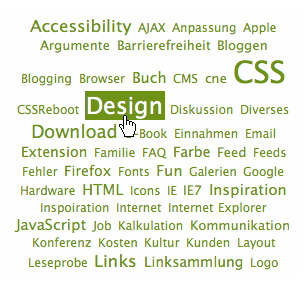 Accessibility AJAX Anpassung Apple
Argumente Barrierefreiheit Bloggen
Blogging Browser Buch CMS cne CSS
CSSReboot Design Diskussion Diverses
Download -Book Einnahmen Email
Extension Familie FAQ Farbe Feed Feeds
Fehler Firefox Fonts Fun Galerien Google
Hardware HTML Icons IE IE7 Inspiration
Inspoiration Internet Internet Explorer
JavaScript Job Kalkulation Kommunikation
Konferenz Kosten Kultur Kunden Layout
Leseprobe Links Linksammlung Logo